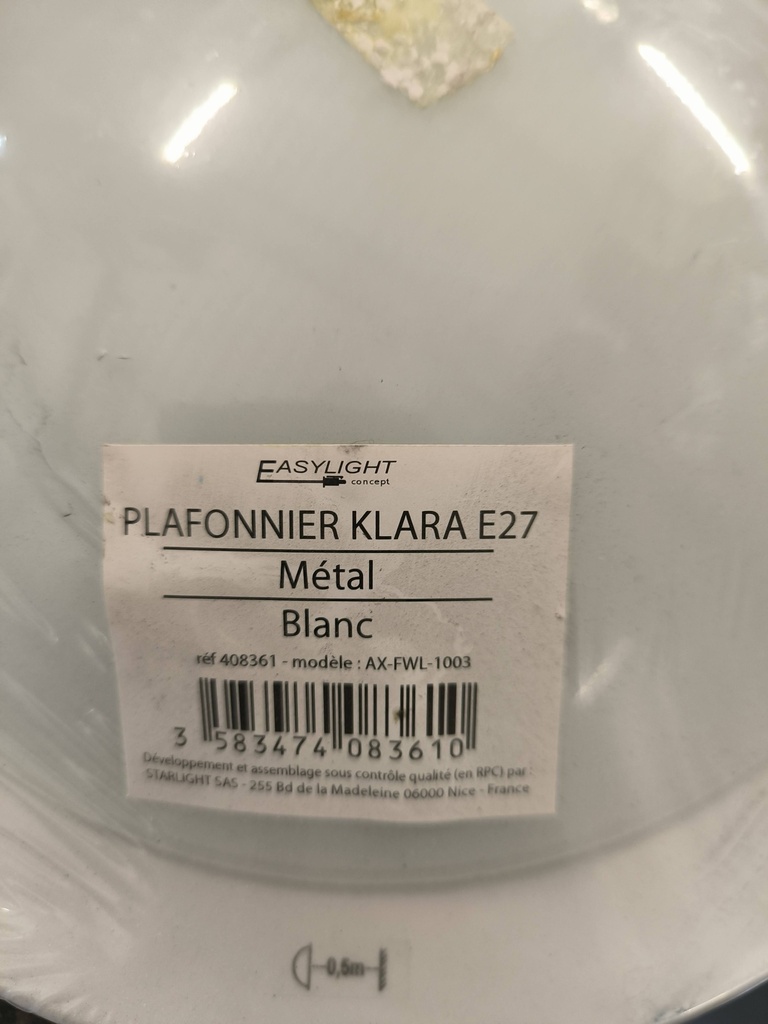 EASYLIGHT
concept
PLAFONNIER KLARA E27
Métal
Blanc
réf 408361 - modèle : AX-FWL-1003
3 583474 083610
Développement et assemblage sous contrôle qualité (en RPC) par :
STARLIGHT SAS - 255 Bd de la Madeleine 06000 Nice - France
0,5m